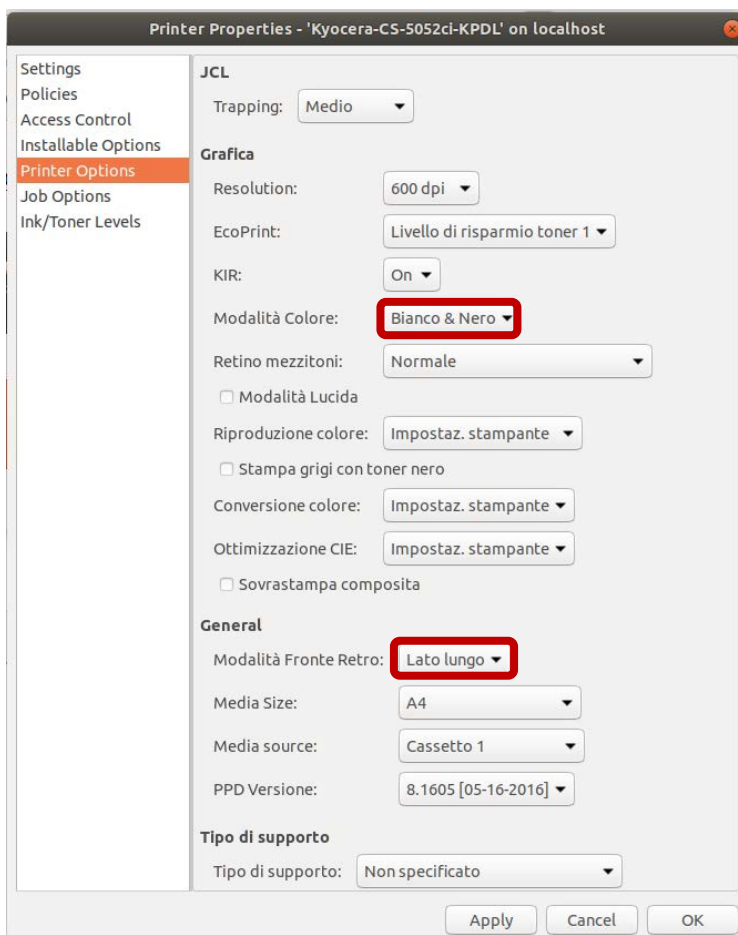 Printer Properties - 'Kyocera-CS-5052ci-KPDL' on localhost
Settings
Policies
Access Control
Installable Options
Printer Options
Job Options
Ink/Toner Levels
JCL
Trapping: Medio
Grafica
Resolution: 600 dpi
EcoPrint: Livello di risparmio toner 1
KIR: On
Modalità Colore: Bianco & Nero
Retino mezzitoni: Normale
Modalità Lucida
Riproduzione colore: Impostaz. stampante
Stampa grigi con toner nero
Conversione colore: Impostaz. stampante
Ottimizzazione CIE: Impostaz. stampante
Sovrastampa composita
General
Modalità Fronte Retro: Lato lungo
Media Size: A4
Media source: Cassetto 1
PPD Versione: 8.1605 [05-16-2016]
Tipo di supporto
Tipo di supporto: Non specificato
Apply Cancel OK